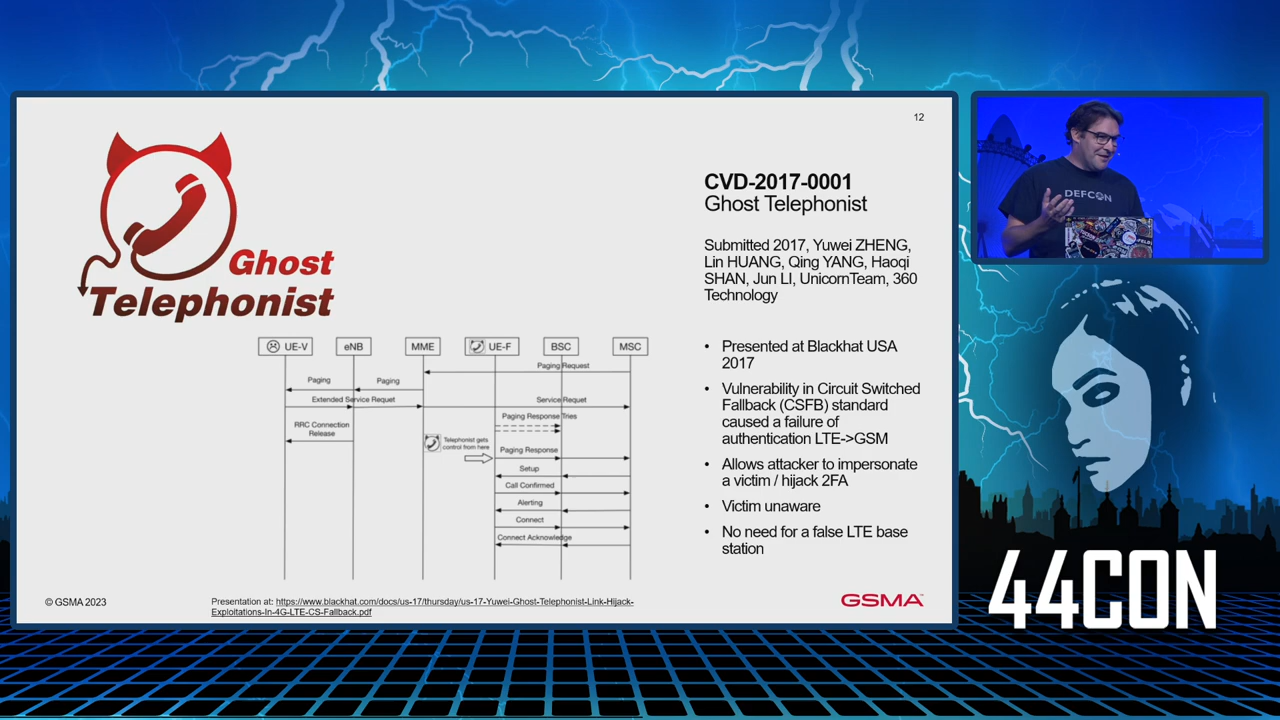 12
Ghost
Telephonist
CVD-2017-0001
Ghost Telephonist
Submitted 2017, Yuwei ZHENG,
Lin HUANG, Qing YANG, Haoqi
SHAN, Jun LI, UnicornTeam, 360
Technology
• Presented at Blackhat USA
2017
• Vulnerability in Circuit Switched
Fallback (CSFB) standard
caused a failure of
authentication LTE->GSM
• Allows attacker to impersonate
a victim / hijack 2FA
• Victim unaware
• No need for a false LTE base
station
UE-V eNB MME UE-F BSC MSC
Paging Request
Paging Paging
Extended Service Requet Service Requet
Paging Response Tries
RRC Connection
Release
Telephonist gets
control from here
Paging Response
Setup
Call Confirmed
Alerting
Connect
Connect Acknowledge
© GSMA 2023
Presentation at: https://www.blackhat.com/docs/us-17/thursday/us-17-Yuwei-Ghost-Telephonist-Link-Hijack-
Exploitations-In-4G-LTE-CS-Fallback.pdf
GSMA
DEFCON
44CON